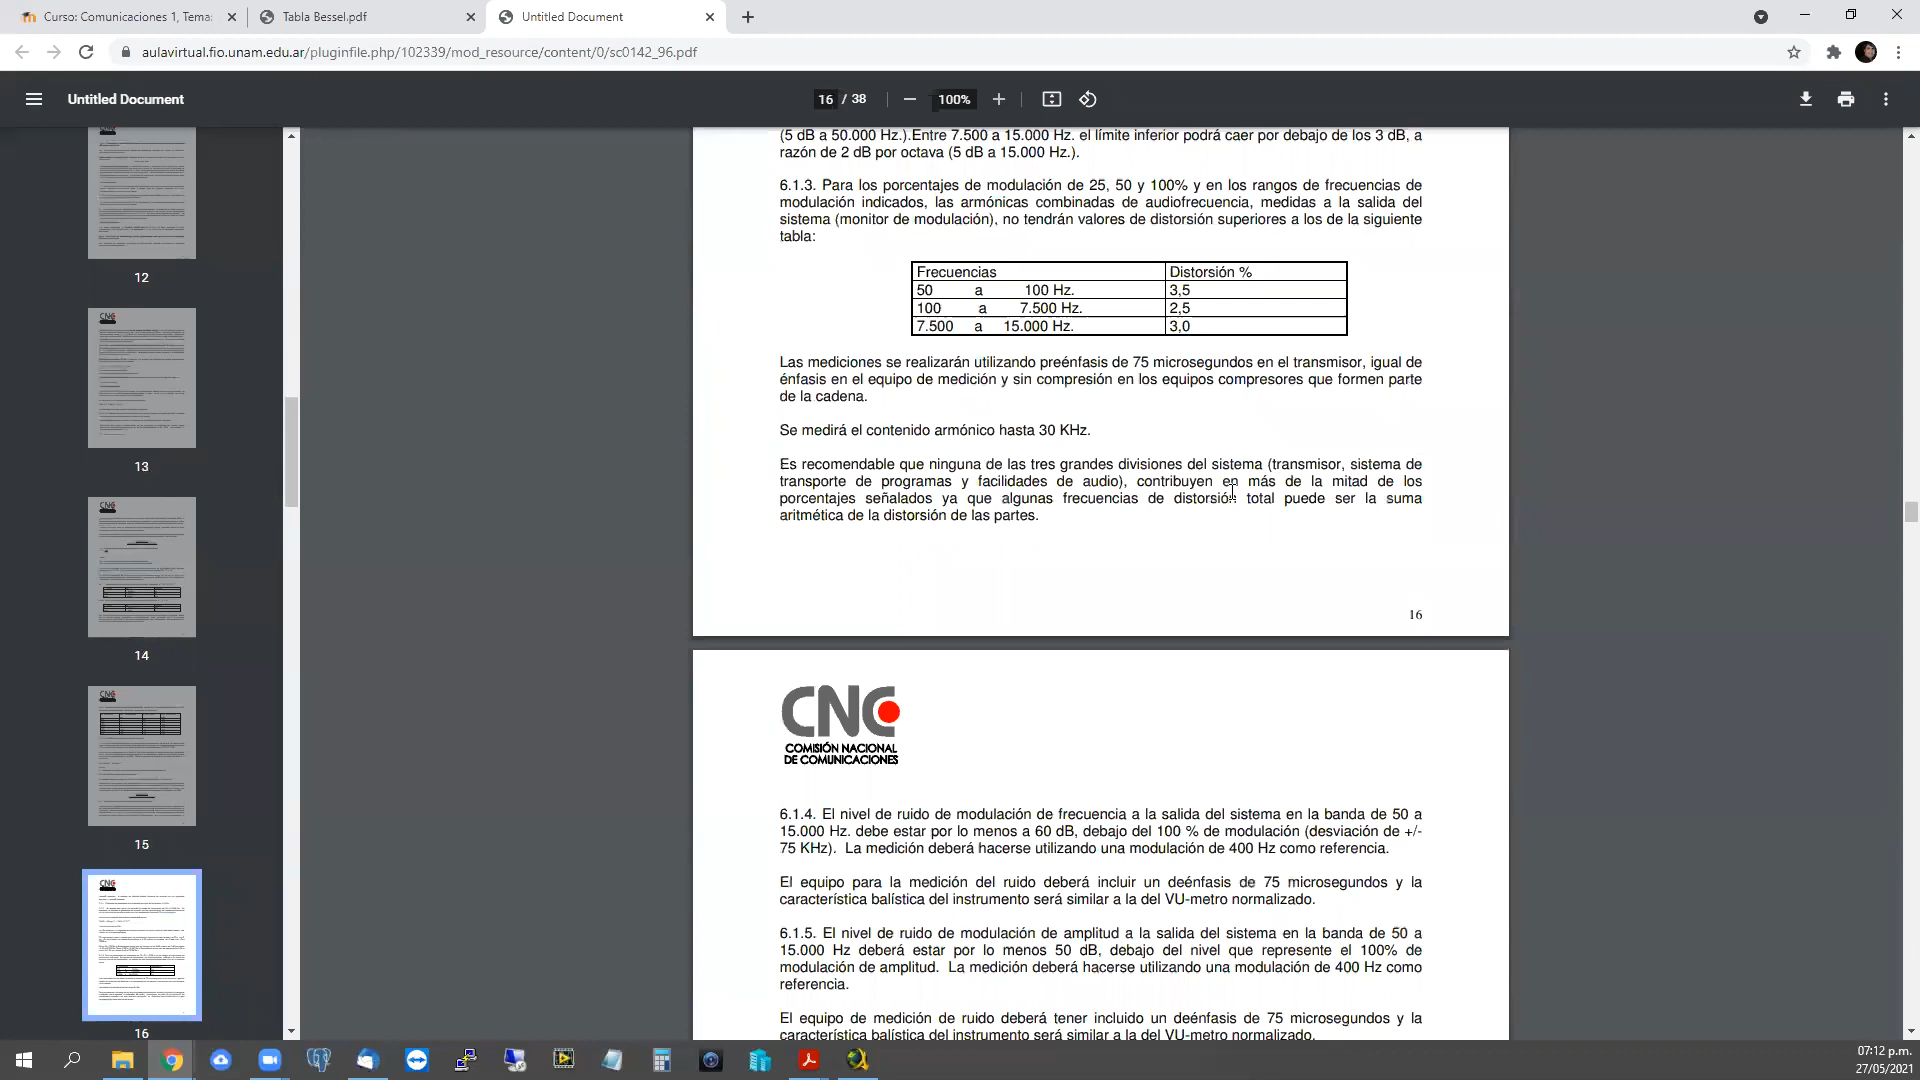 Curso: Comunicaciones 1, Tema:
Tabla Bessel.pdf
Untitled Document
aulavirtual.fio.unam.edu.ar/pluginfile.php/102339/mod_resource/content/0/sc0142_96.pdf
Untitled Document
16 / 38
100%
12
13
14
15
16
(5 dB a 50.000 Hz.).Entre 7.500 a 15.000 Hz. el límite inferior podrá caer por debajo de los 3 dB, a
razón de 2 dB por octava (5 dB a 15.000 Hz.).
6.1.3. Para los porcentajes de modulación de 25, 50 y 100% y en los rangos de frecuencias de
modulación indicados, las armónicas combinadas de audiofrecuencia, medidas a la salida del
sistema (monitor de modulación), no tendrán valores de distorsión superiores a los de la siguiente
tabla:
Frecuencias Distorsión %
50 a 100 Hz. 3,5
100 a 7.500 Hz. 2,5
7.500 a 15.000 Hz. 3,0
Las mediciones se realizarán utilizando preénfasis de 75 microsegundos en el transmisor, igual de
énfasis en el equipo de medición y sin compresión en los equipos compresores que formen parte
de la cadena.
Se medirá el contenido armónico hasta 30 KHz.
Es recomendable que ninguna de las tres grandes divisiones del sistema (transmisor, sistema de
transporte de programas y facilidades de audio), contribuyen en más de la mitad de los
porcentajes señalados ya que algunas frecuencias de distorsión total puede ser la suma
aritmética de la distorsión de las partes.
16
CNC
COMISIÓN NACIONAL
DE COMUNICACIONES
6.1.4. El nivel de ruido de modulación de frecuencia a la salida del sistema en la banda de 50 a
15.000 Hz. debe estar por lo menos a 60 dB, debajo del 100 % de modulación (desviación de +/-
75 KHz). La medición deberá hacerse utilizando una modulación de 400 Hz como referencia.
El equipo para la medición del ruido deberá incluir un deénfasis de 75 microsegundos y la
característica balística del instrumento será similar a la del VU-metro normalizado.
6.1.5. El nivel de ruido de modulación de amplitud a la salida del sistema en la banda de 50 a
15.000 Hz deberá estar por lo menos 50 dB, debajo del nivel que represente el 100% de
modulación de amplitud. La medición deberá hacerse utilizando una modulación de 400 Hz como
referencia.
El equipo de medición de ruido deberá tener incluido un deénfasis de 75 microsegundos y la
característica balística del instrumento será similar a la del VU-metro normalizado.
07:12 p.m.
27/05/2021